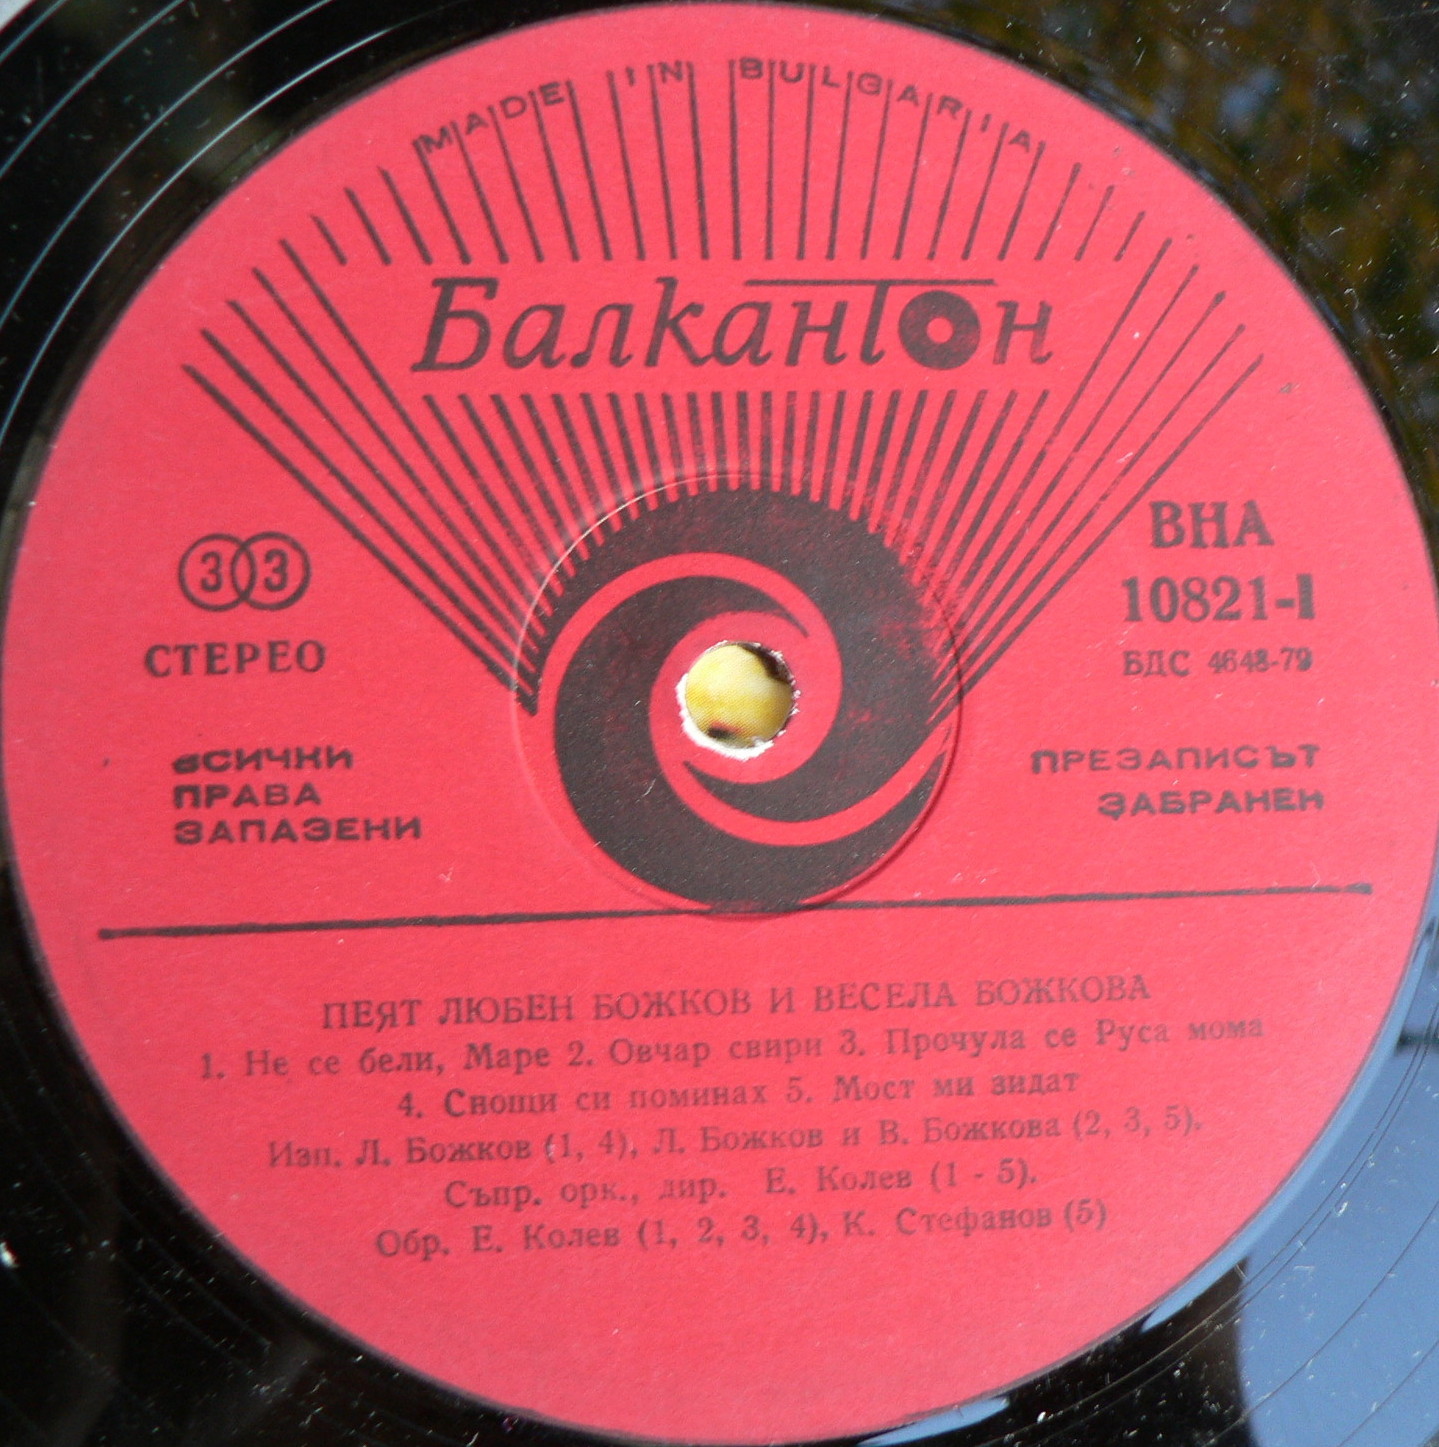 MADE IN BULGARIA
Балкантон
33
СТЕРЕО
ВНА
10821-I
БДС 4648-79
ВСИЧКИ
ПРАВА
ЗАПАЗЕНИ
ПРЕЗАПИСЪТ
ЗАБРАНЕН
ПЕЯТ ЛЮБЕН БОЖКОВ И ВЕСЕЛА БОЖКОВА
1. Не се бели, Маре 2. Овчар свири 3. Прочула се Руса мома
4. Снощи си поминах 5. Мост ми зидат
Изп. Л. Божков (1, 4), Л. Божков и В. Божкова (2, 3, 5).
Съпр. орк., дир. Е. Колев (1 - 5).
Обр. Е. Колев (1, 2, 3, 4), К. Стефанов (5)